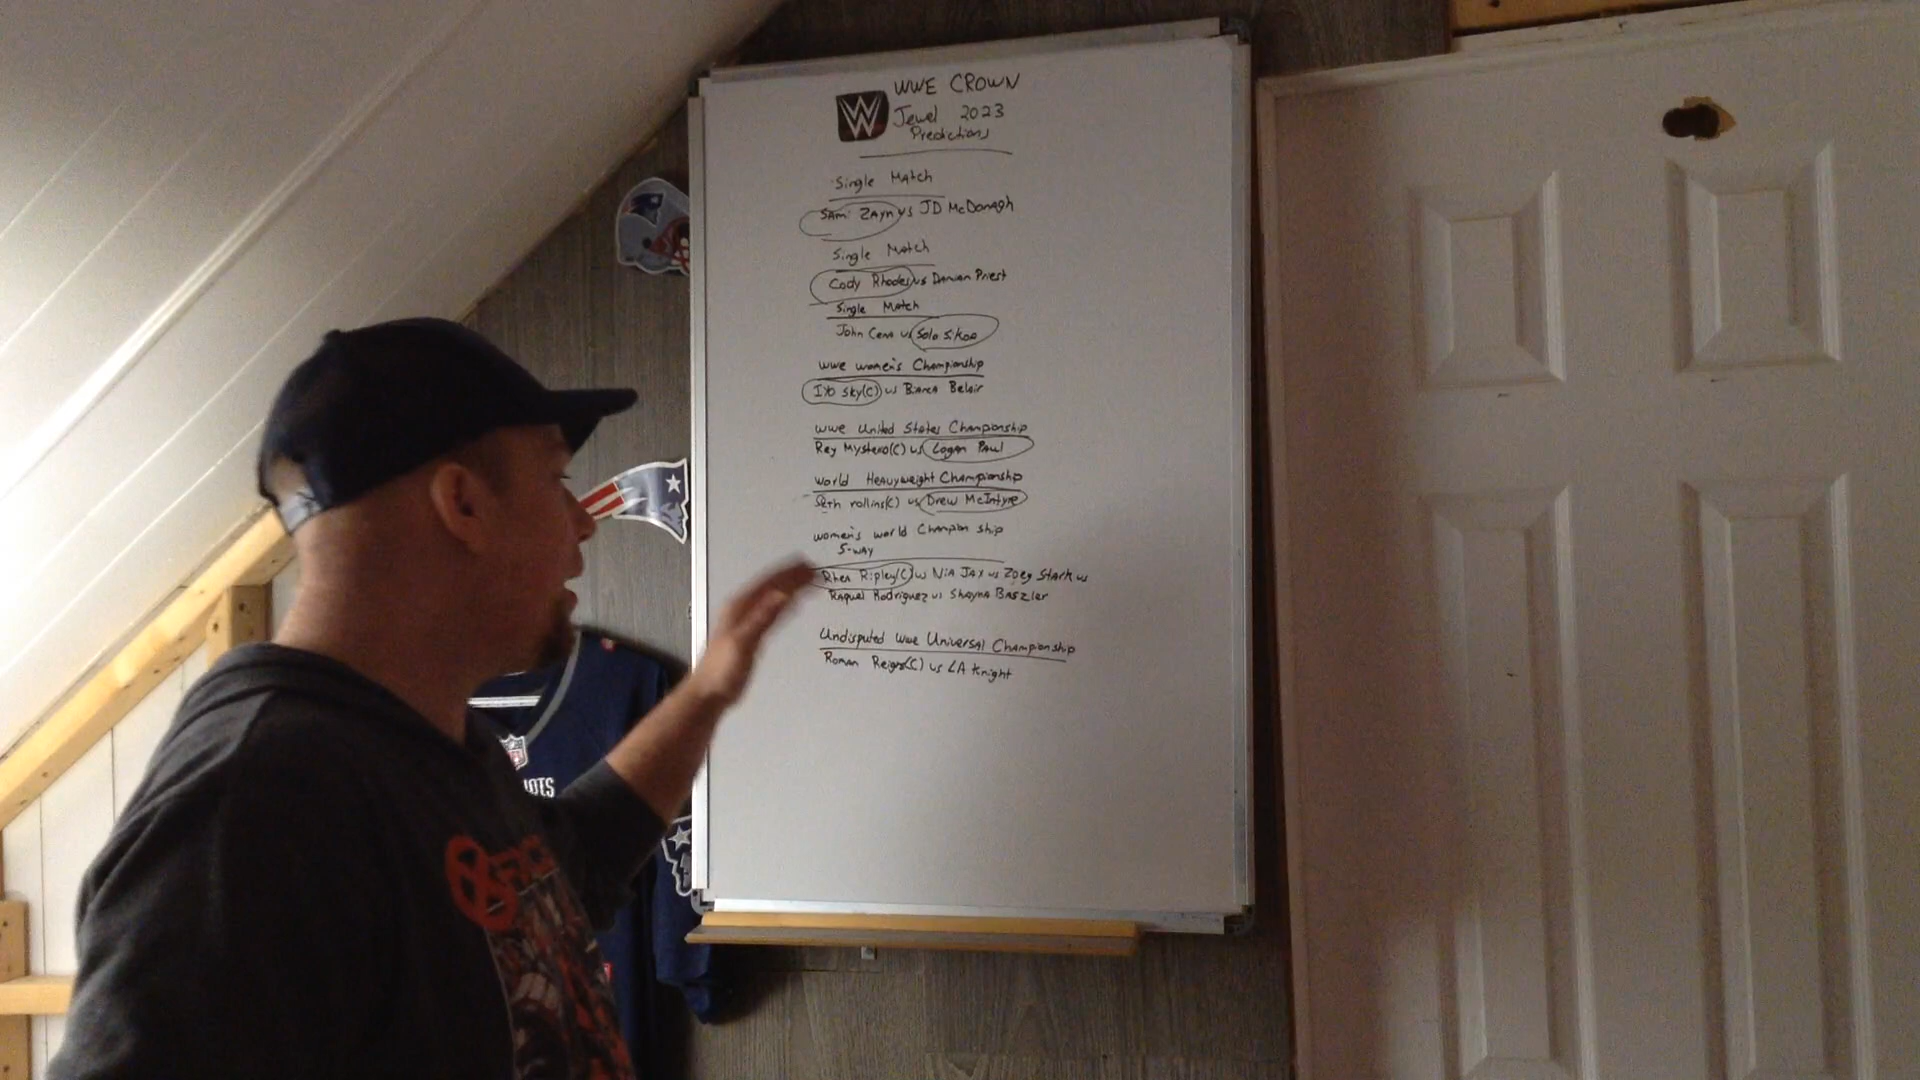 WWE CROWN
Jewel 2023
Predictions
Single Match
Sami Zayn vs JD McDonagh
Single Match
Cody Rhodes vs Damian Priest
Single Match
John Cena vs Solo Sikoa
WWE Women's Championship
IYO Sky(C) vs Bianca Belair
WWE United States Championship
Rey Mysterio(C) vs Logan Paul
World Heavyweight Championship
Seth rollins(C) vs Drew McIntyre
women's world Champion ship
5-WAY
Rhea Ripley(C) vs NiA JAX vs Zoey Stark vs
Raquel Rodriguez vs Shayna Baszler
Undisputed WWE Universal Championship
Roman Reigns(C) vs LA Knight
IOTS